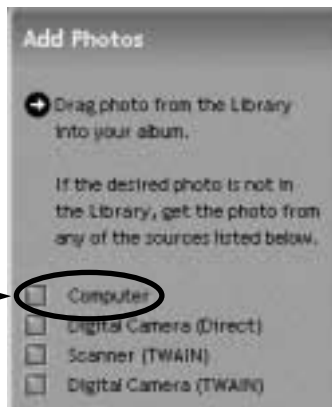 Add Photos
Drag photo from the Library
into your album.
If the desired photo is not in
the Library, get the photo from
any of the sources listed below.
Computer
Digital Camera (Direct)
Scanner (TWAIN)
Digital Camera (TWAIN)